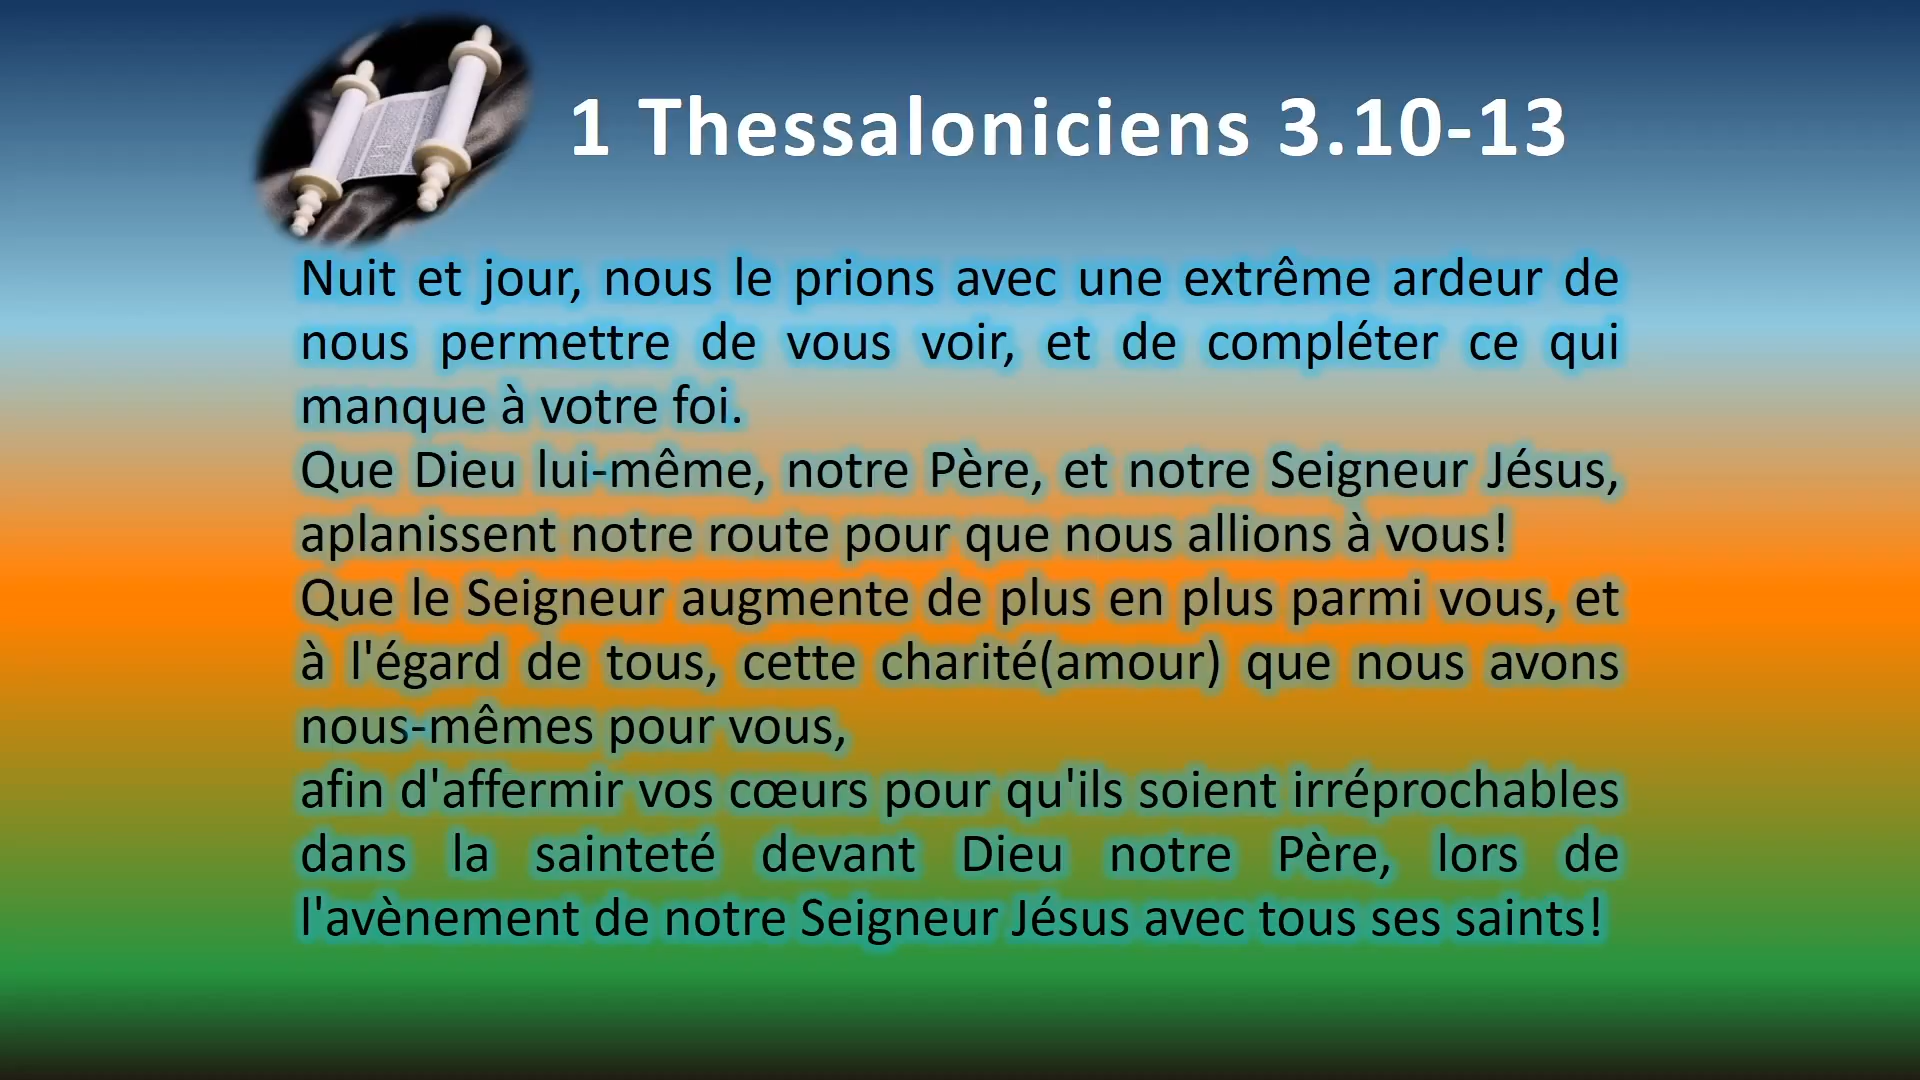 1 Thessaloniciens 3.10-13
Nuit et jour, nous le prions avec une extrême ardeur de
nous permettre de vous voir, et de compléter ce qui
manque à votre foi.
Que Dieu lui-même, notre Père, et notre Seigneur Jésus,
aplanissent notre route pour que nous allions à vous!
Que le Seigneur augmente de plus en plus parmi vous, et
à l'égard de tous, cette charité(amour) que nous avons
nous-mêmes pour vous,
afin d'affermir vos cœurs pour qu'ils soient irréprochables
dans la sainteté devant Dieu notre Père, lors de
l'avènement de notre Seigneur Jésus avec tous ses saints!